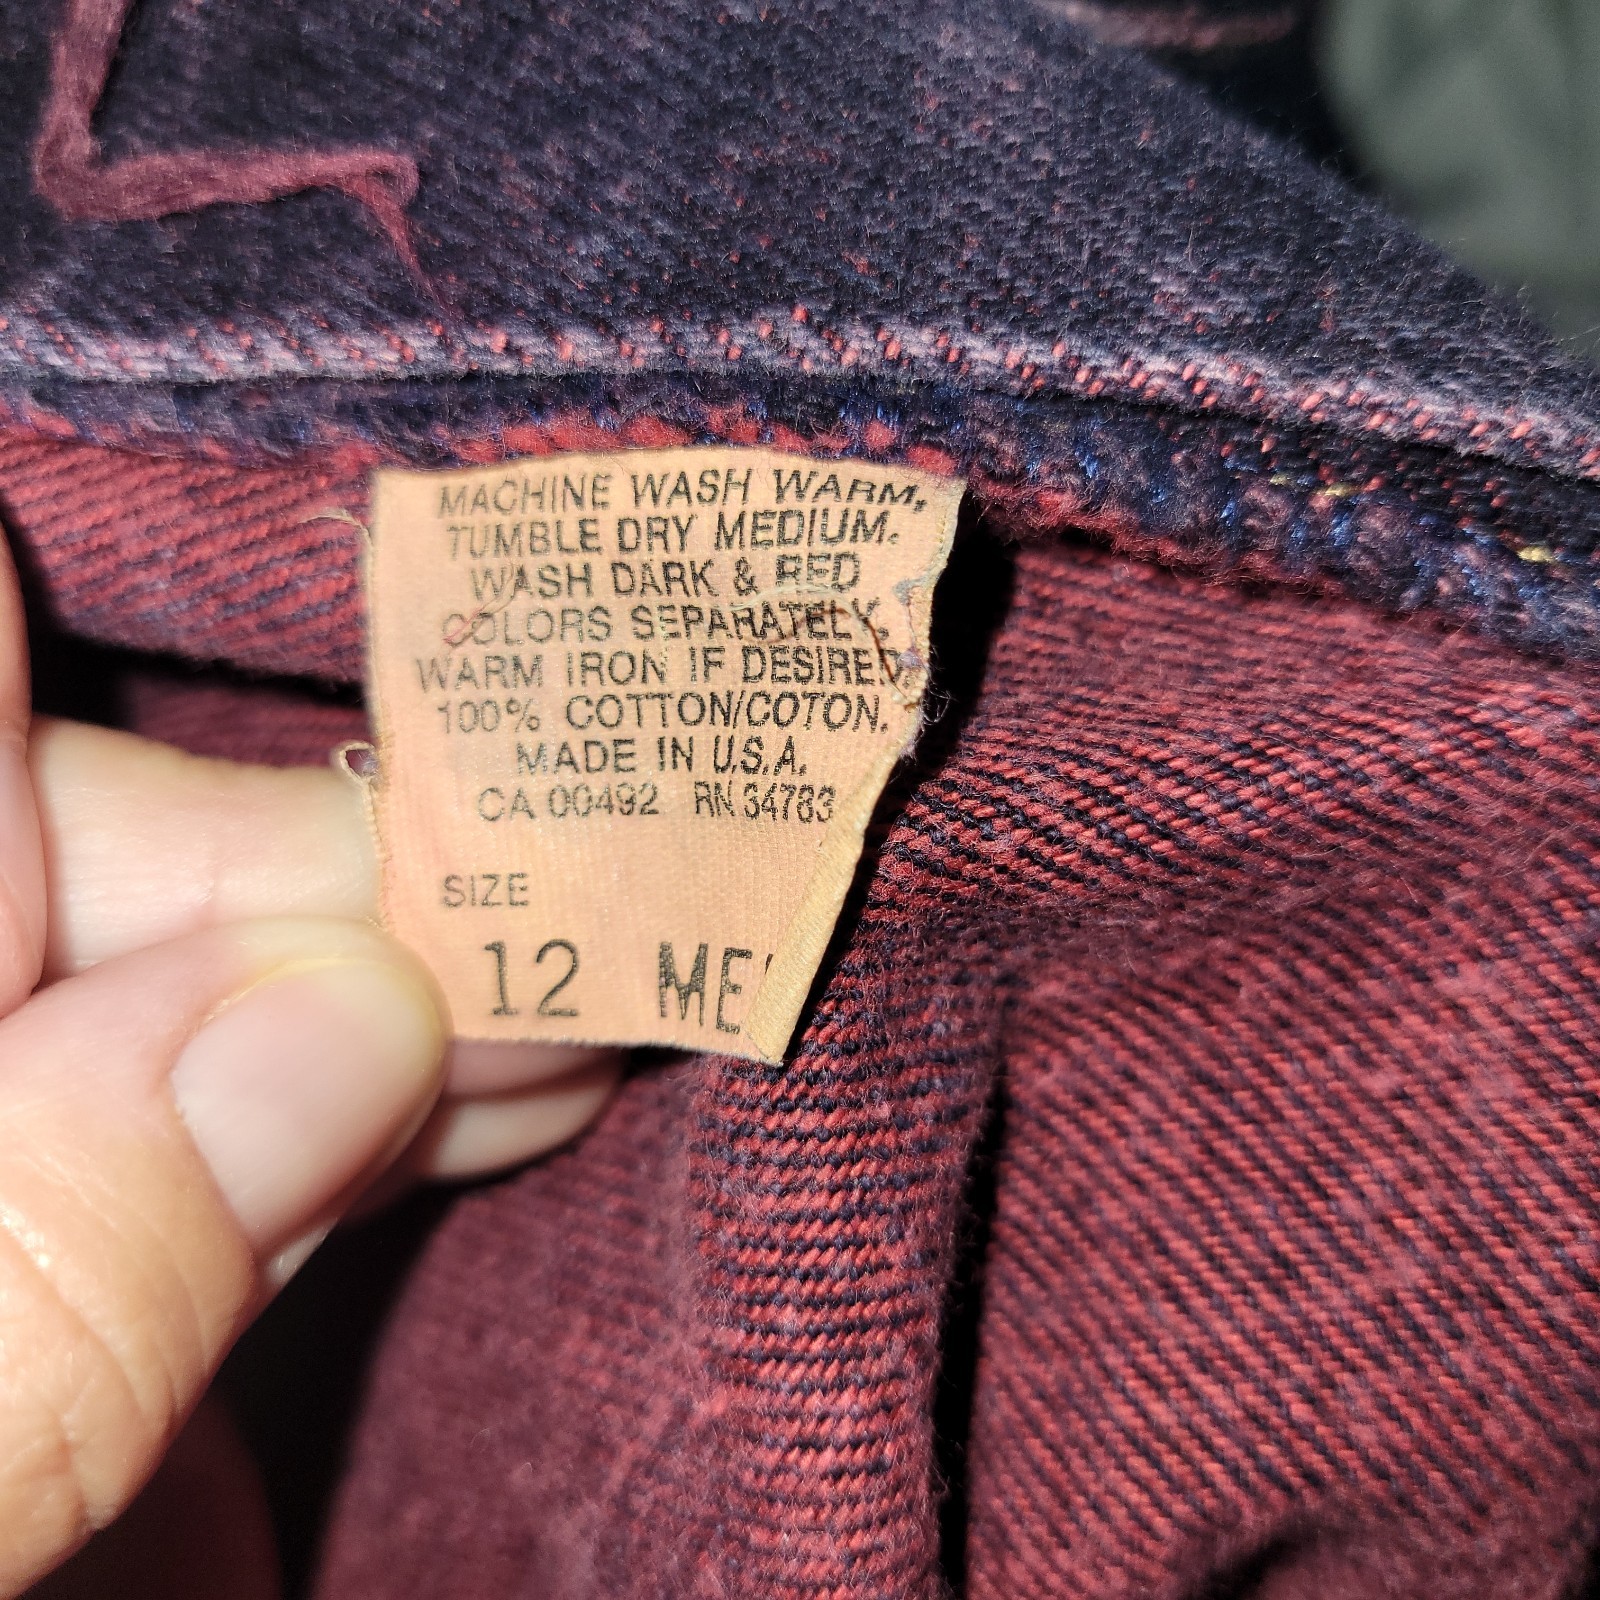 MACHINE WASH WARM,
TUMBLE DRY MEDIUM.
WASH DARK & RED
COLORS SEPARATELY.
WARM IRON IF DESIRED.
100% COTTON/COTON.
MADE IN U.S.A.
CA 00492 RN 34783
SIZE
12 ME